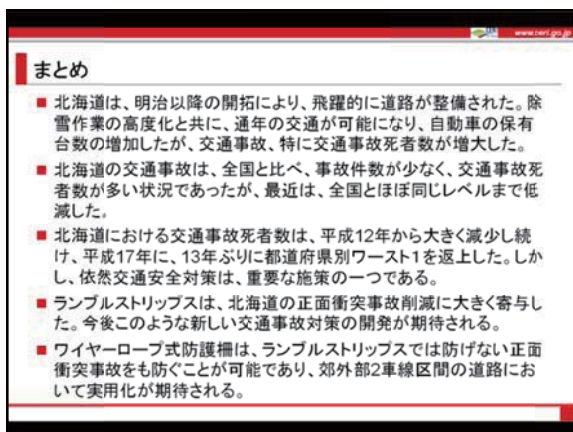 www.ceri.go.jp
まとめ
■ 北海道は、明治以降の開拓により、飛躍的に道路が整備された。除
雪作業の高度化と共に、通年の交通が可能になり、自動車の保有
台数の増加したが、交通事故、特に交通事故死者数が増大した。
■ 北海道の交通事故は、全国と比べ、事故件数が少なく、交通事故死
者数が多い状況であったが、最近は、全国とほぼ同じレベルまで低
減した。
■ 北海道における交通事故死者数は、平成12年から大きく減少し続
け、平成17年に、13年ぶりに都道府県別ワースト1を返上した。しか
し、依然交通安全対策は、重要な施策の一つである。
■ ランブルストリップスは、北海道の正面衝突事故削減に大きく寄与し
た。今後このような新しい交通事故対策の開発が期待される。
■ ワイヤーロープ式防護柵は、ランブルストリップスでは防げない正面
衝突事故をも防ぐことが可能であり、郊外部2車線区間の道路にお
いて実用化が期待される。